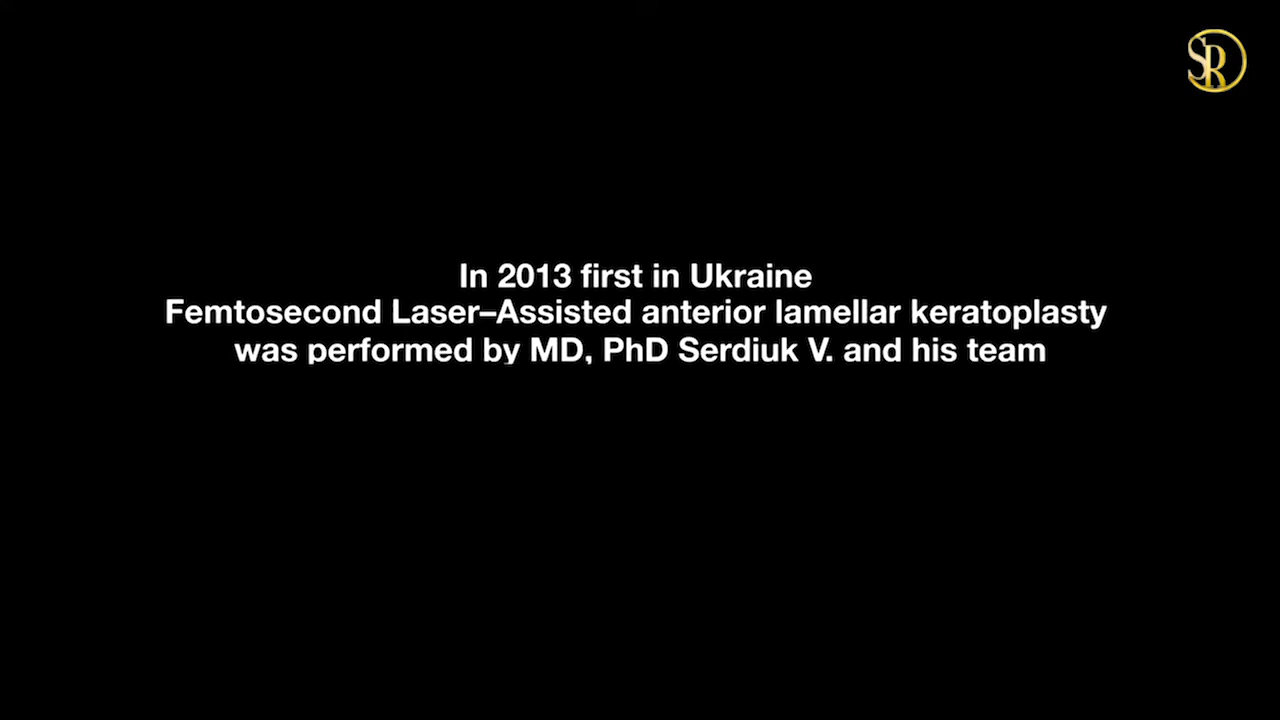 SR
In 2013 first in Ukraine
Femtosecond Laser–Assisted anterior lamellar keratoplasty
was performed by MD, PhD Serdiuk V. and his team